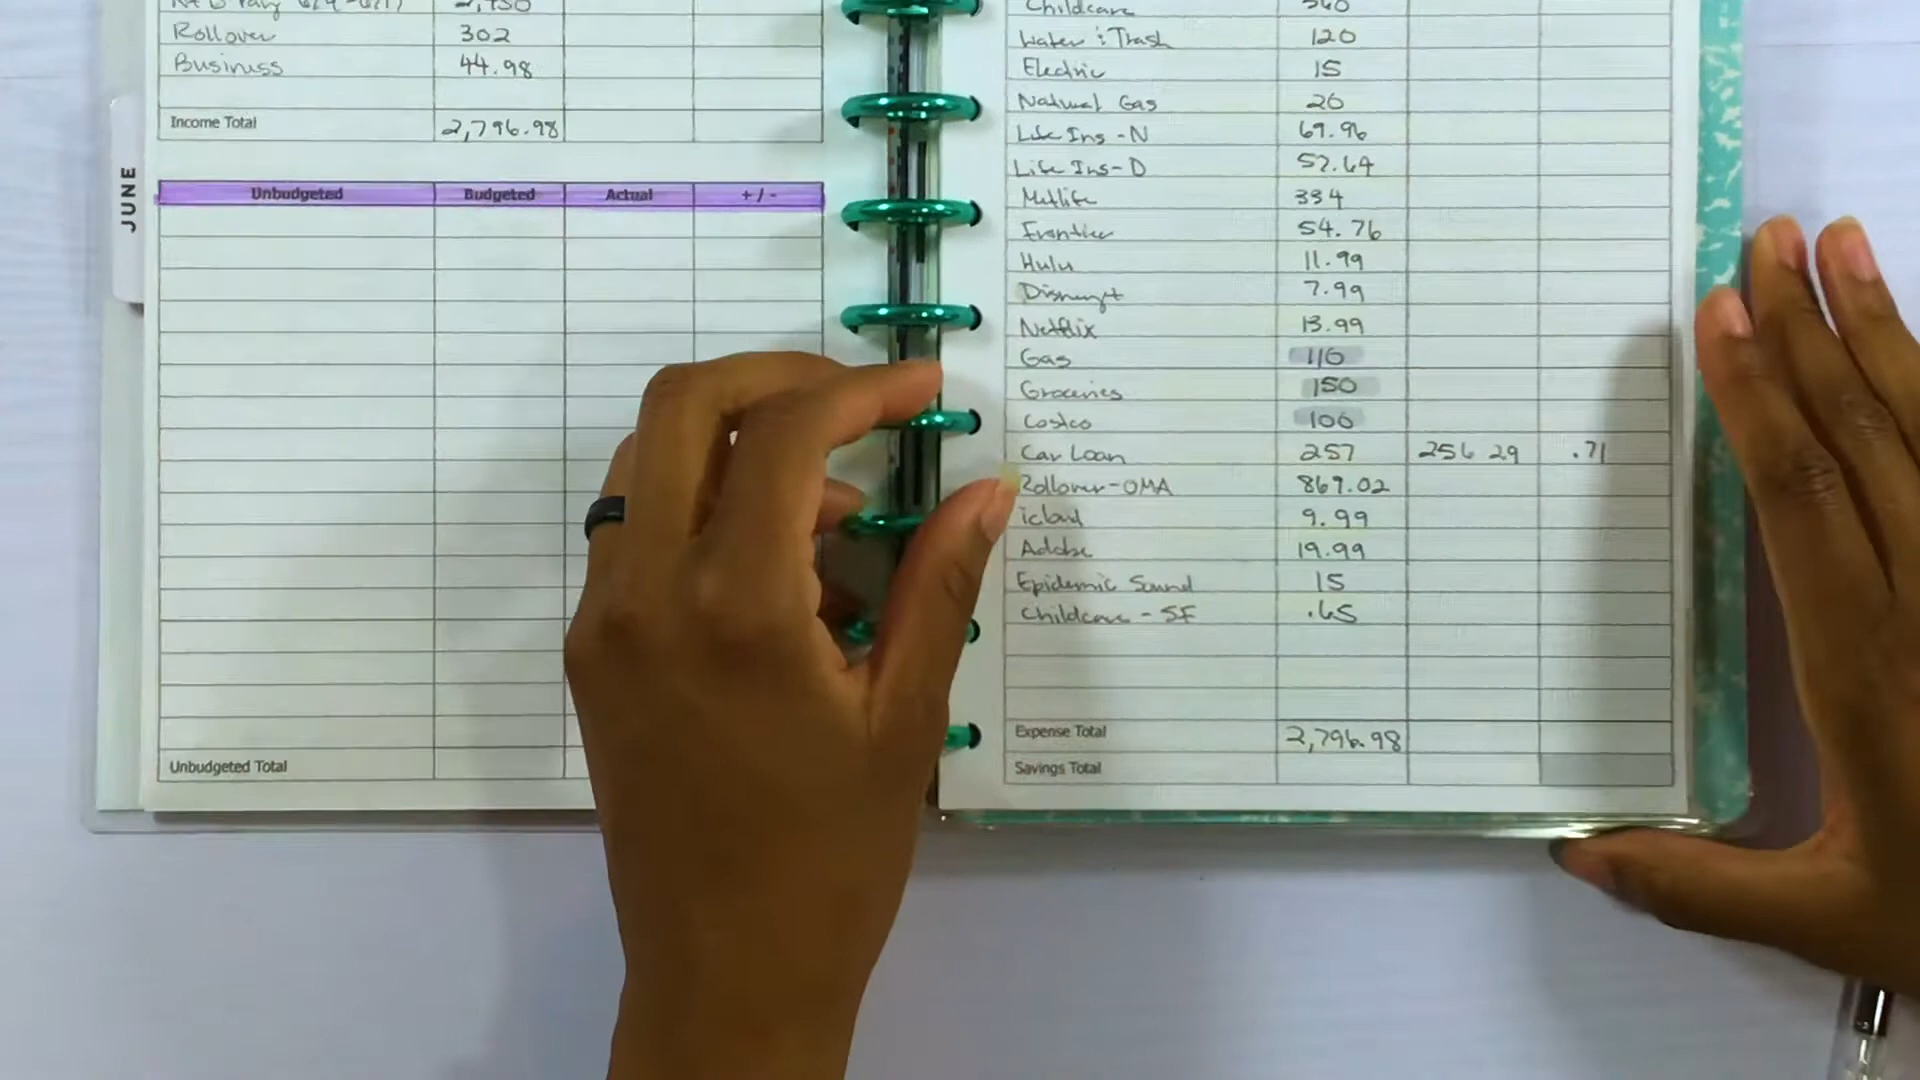 2,450
Rollover 302
Business 44.98
Income Total 2,796.98
JUNE
Unbudgeted Budgeted Actual + / -
Unbudgeted Total
Childcare
Water & Trash 120
Electric 15
Natural Gas 20
Life Ins - N 69.96
Life Ins - D 52.64
Metlife 334
Frontier 54.76
Hulu 11.99
Disney+ 7.99
Netflix 13.99
Gas 110
Groceries 150
Costco 100
Car Loan 257 256 29 .71
Rollover - OMA 869.02
icloud 9.99
Adobe 19.99
Epidemic Sound 15
Childcare - SF .65
Expense Total 2,796.98
Savings Total